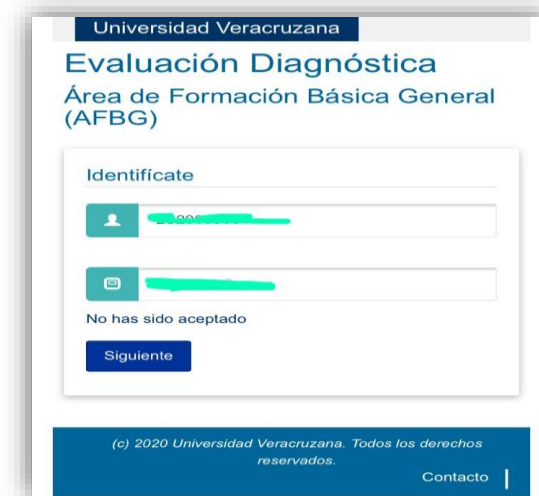 Universidad Veracruzana
Evaluación Diagnóstica
Área de Formación Básica General
(AFBG)
Identifícate
No has sido aceptado
Siguiente
(c) 2020 Universidad Veracruzana. Todos los derechos
reservados.
Contacto